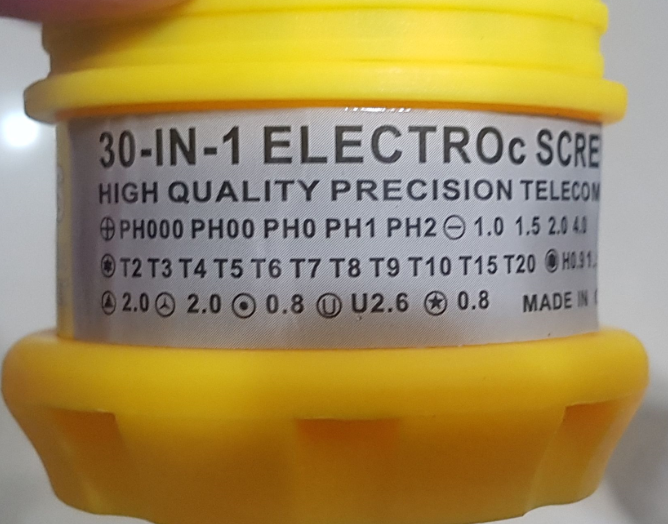 30-IN-1 ELECTROc SCRE
HIGH QUALITY PRECISION TELECOM
PH000 PH00 PH0 PH1 PH2 1.0 1.5 2.0 4.0
T2 T3 T4 T5 T6 T7 T8 T9 T10 T15 T20 H0.9
2.0 2.0 0.8 U U2.6 0.8 MADE IN